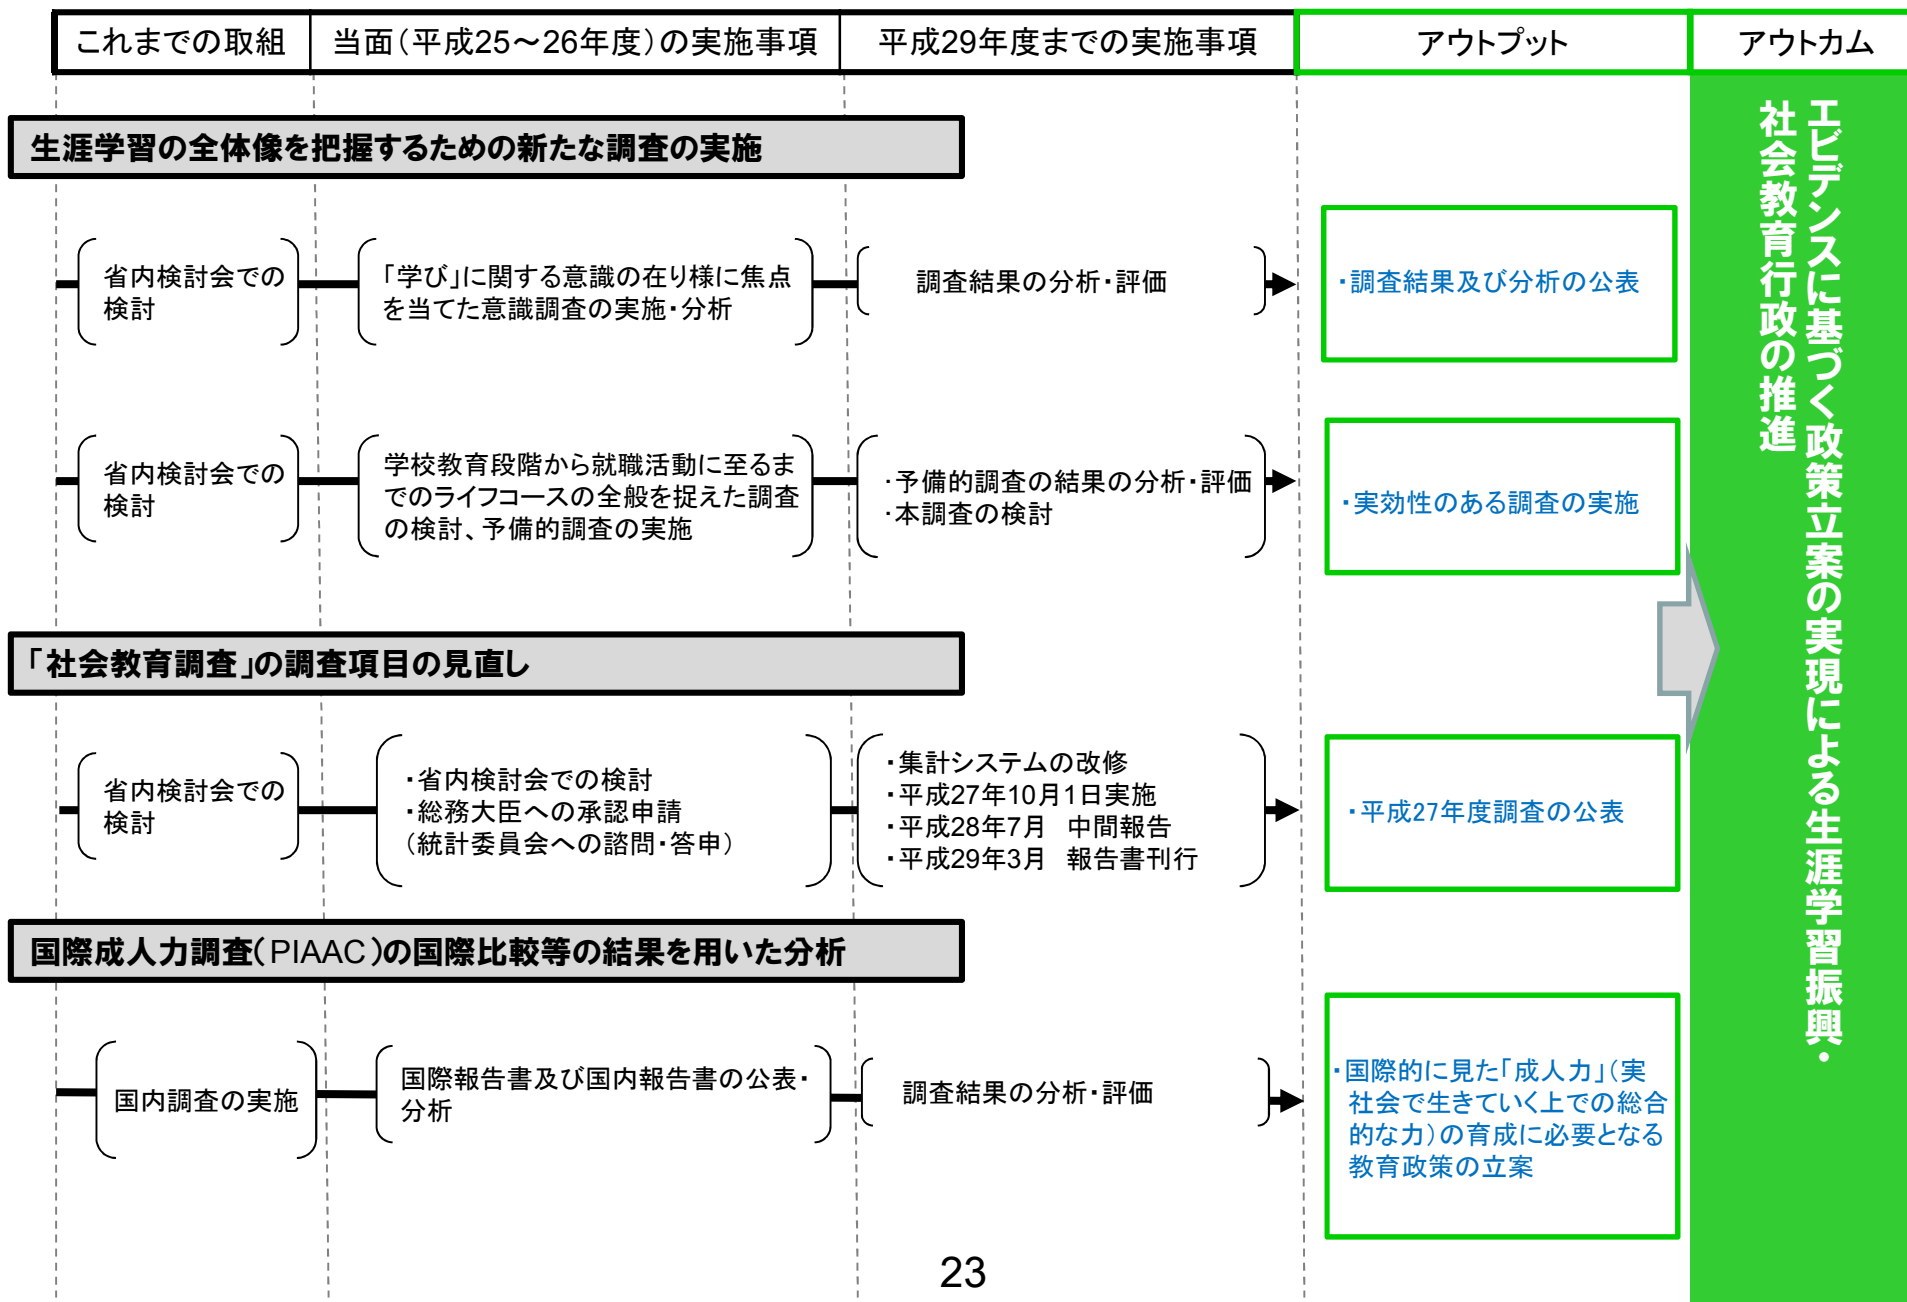 これまでの取組
当面(平成25～26年度)の実施事項
平成29年度までの実施事項
アウトプット
アウトカム
生涯学習の全体像を把握するための新たな調査の実施
省内検討会での
検討
「学び」に関する意識の在り様に焦点
を当てた意識調査の実施・分析
調査結果の分析・評価
・調査結果及び分析の公表
省内検討会での
検討
学校教育段階から就職活動に至るま
でのライフコースの全般を捉えた調査
の検討、予備的調査の実施
・予備的調査の結果の分析・評価
・本調査の検討
・実効性のある調査の実施
「社会教育調査」の調査項目の見直し
省内検討会での
検討
・省内検討会での検討
・総務大臣への承認申請
(統計委員会への諮問・答申)
・集計システムの改修
・平成27年10月1日実施
・平成28年7月　中間報告
・平成29年3月　報告書刊行
・平成27年度調査の公表
国際成人力調査(PIAAC)の国際比較等の結果を用いた分析
国内調査の実施
国際報告書及び国内報告書の公表・
分析
調査結果の分析・評価
・国際的に見た「成人力」(実
社会で生きていく上での総合
的な力)の育成に必要となる
教育政策の立案
エビデンスに基づく政策立案の実現による生涯学習振興・
社会教育行政の推進
23